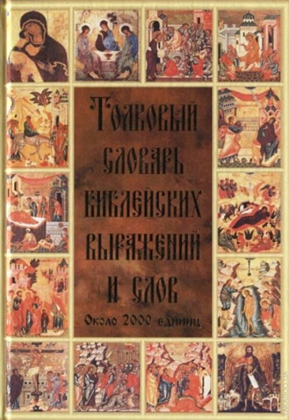 Толковый
словарь
библейских
выражений
и слов
Около 2000 единиц